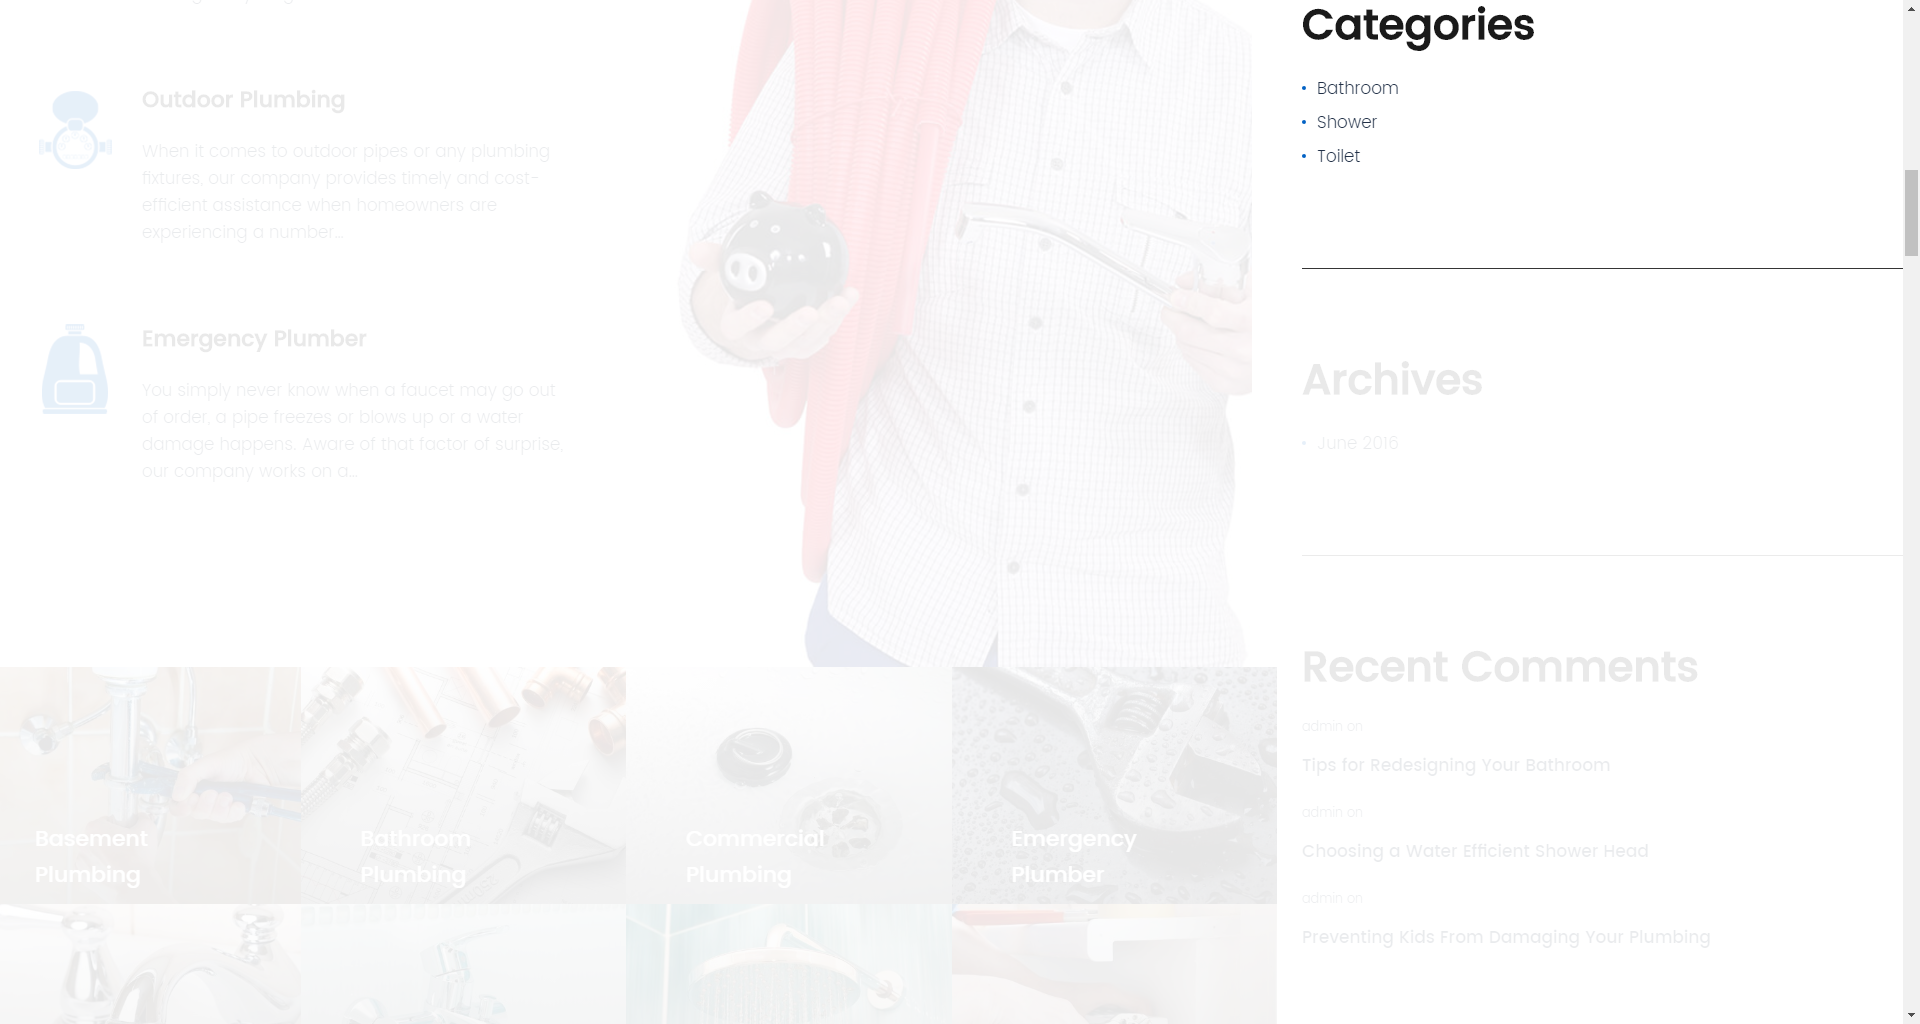 Outdoor Plumbing
When it comes to outdoor pipes or any plumbing
fixtures, our company provides timely and cost-
efficient assistance when homeowners are
experiencing a number...
Emergency Plumber
You simply never know when a faucet may go out
of order, a pipe freezes or blows up or a water
damage happens. Aware of that factor of surprise,
our company works on a...
Basement
Plumbing
Bathroom
Plumbing
Commercial
Plumbing
Emergency
Plumber
Categories
Bathroom
Shower
Toilet
Archives
June 2016
Recent Comments
admin on
Tips for Redesigning Your Bathroom
admin on
Choosing a Water Efficient Shower Head
admin on
Preventing Kids From Damaging Your Plumbing